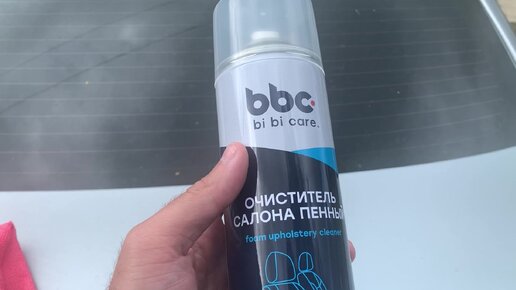 bbc.
bi bi care.
ОЧИСТИТЕЛЬ
САЛОНА ПЕННЫЙ
foam upholstery cleaner